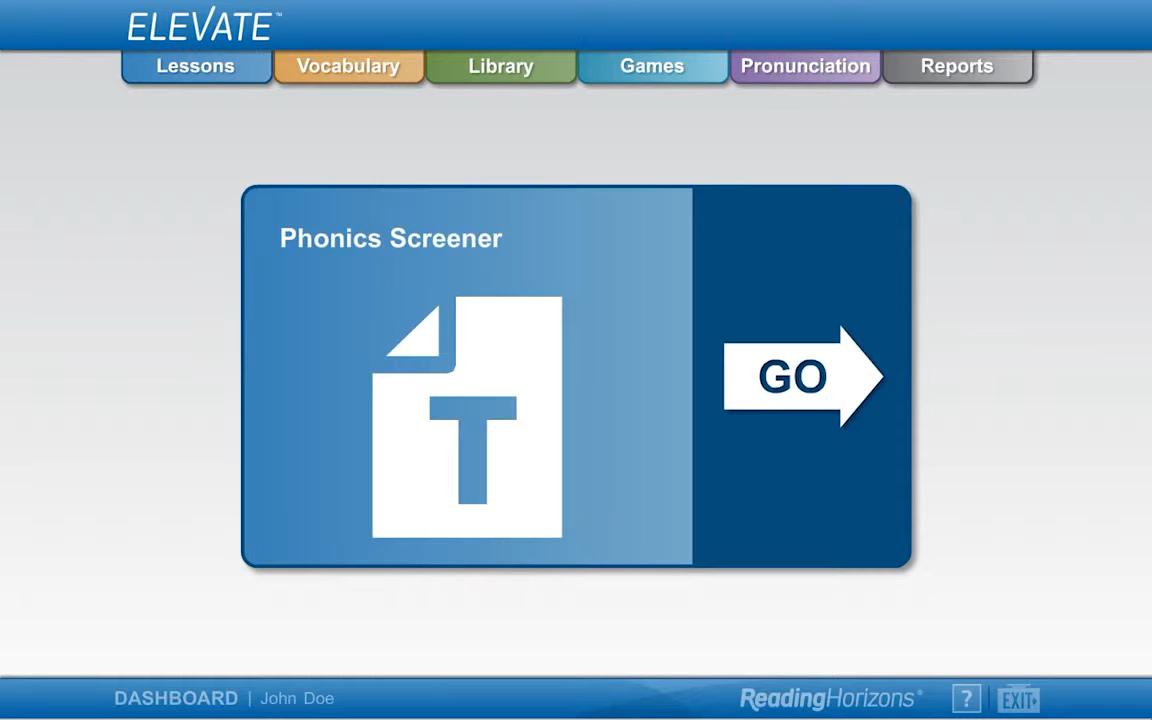 ELEVATE™
Lessons Vocabulary Library Games Pronunciation Reports
Phonics Screener
T
GO
DASHBOARD | John Doe ReadingHorizons® ? EXIT